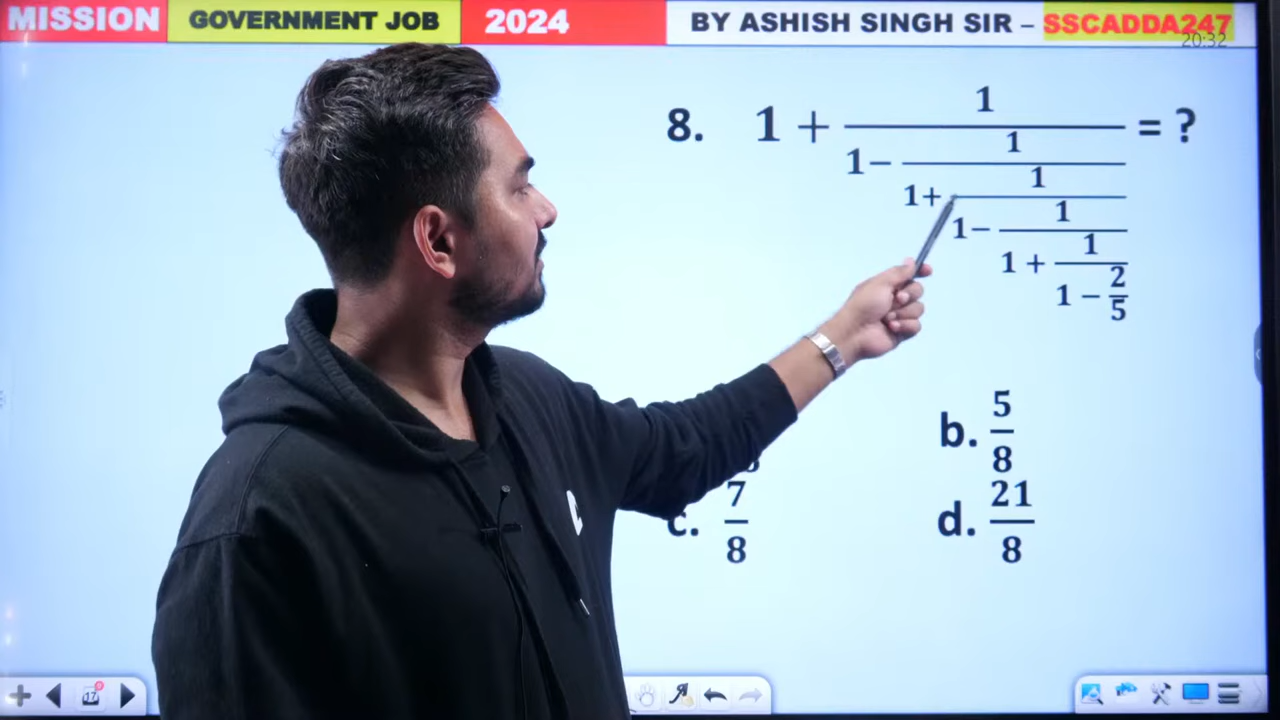 MISSION GOVERNMENT JOB 2024 BY ASHISH SINGH SIR – SSCADDA247
20:32
8. 1 + 1
1− 1 = ?
1+ 1
1− 1
1 + 1
1 − 2/5
b. 5/8
c. 7/8
d. 21/8
17